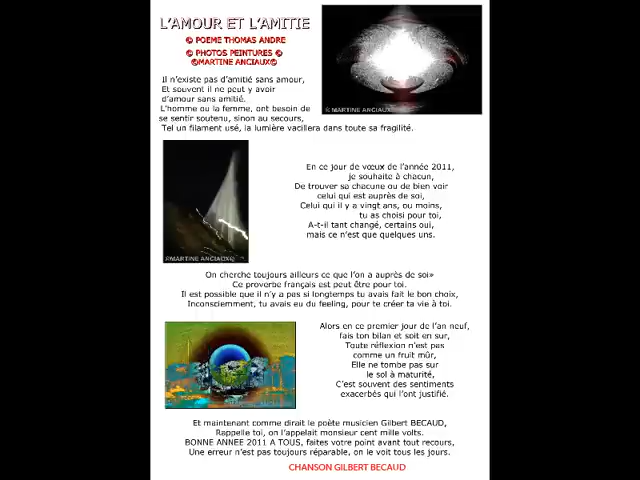 L'AMOUR ET L'AMITIE
© POEME THOMAS ANDRE
© PHOTOS PEINTURES ©
©MARTINE ANCIAUX©
© MARTINE ANCIAUX
Il n'existe pas d'amitié sans amour,
Et souvent il ne peut y avoir
d'amour sans amitié.
L'homme ou la femme, ont besoin de
se sentir soutenu, sinon au secours,
Tel un filament usé, la lumière vacillera dans toute sa fragilité.
©MARTINE ANCIAUX©
En ce jour de vœux de l'année 2011,
je souhaite à chacun,
De trouver sa chacune ou de bien voir
celui qui est auprès de soi,
Celui qui il y a vingt ans, ou moins,
tu as choisi pour toi,
A-t-il tant changé, certains oui,
mais ce n'est que quelques uns.
On cherche toujours ailleurs ce que l'on a auprès de soi»
Ce proverbe français est peut être pour toi.
Il est possible que il n'y a pas si longtemps tu avais fait le bon choix,
Inconsciemment, tu avais eu du feeling, pour te créer ta vie à toi.
Alors en ce premier jour de l'an neuf,
fais ton bilan et soit en sur,
Toute réflexion n'est pas
comme un fruit mûr,
Elle ne tombe pas sur
le sol à maturité,
C'est souvent des sentiments
exacerbés qui l'ont justifié.
©MARTINE ANCIAUX
Et maintenant comme dirait le poète musicien Gilbert BECAUD,
Rappelle toi, on l'appelait monsieur cent mille volts.
BONNE ANNEE 2011 A TOUS, faites votre point avant tout recours,
Une erreur n'est pas toujours réparable, on le voit tous les jours.
CHANSON GILBERT BECAUD